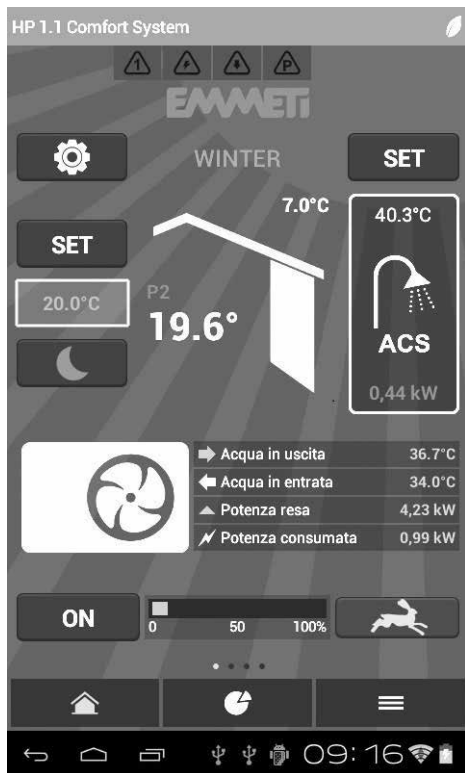 HP 1.1 Comfort System
1 P
EMMETI
WINTER
SET
7.0°C
40.3°C
SET
20.0°C
P2
19.6°
ACS
0,44 kW
Acqua in uscita 36.7°C
Acqua in entrata 34.0°C
Potenza resa 4,23 kW
Potenza consumata 0,99 kW
ON
0 50 100%
09:16